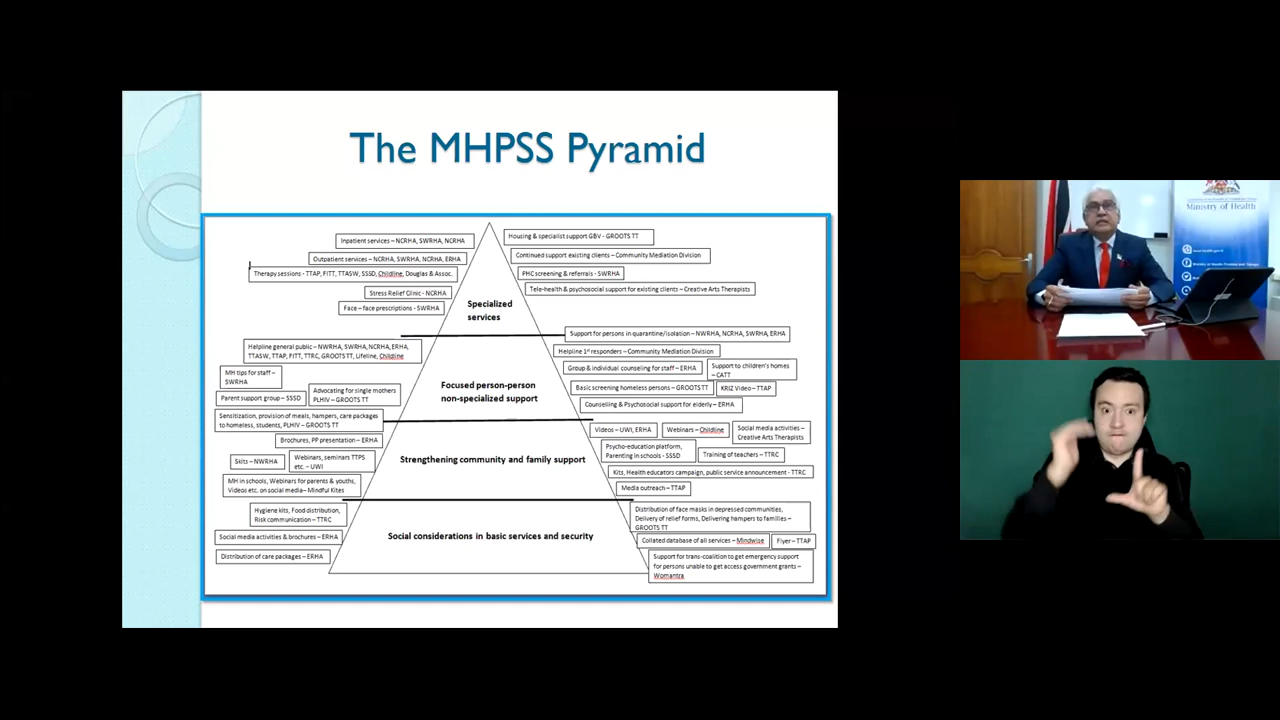 The MHPSS Pyramid
Inpatient services – NCRHA, SWRHA, NCRHA
Outpatient services – NCRHA, SWRHA, NCRHA, ERHA
Therapy sessions - TTAP, FITT, TTASW, SSSD, Childline, Douglas & Assoc.
Stress Relief Clinic - NCRHA
Face – face prescriptions - SWRHA
Housing & specialist support GBV - GROOTS TT
Continued support existing clients – Community Mediation Division
PHC screening & referrals - SWRHA
Tele-health & psychosocial support for existing clients – Creative Arts Therapists
Specialized
services
Helpline general public – NWRHA, SWRHA, NCRHA, ERHA,
TTASW, TTAP, FITT, TTRC, GROOTS TT, Lifeline, Childline
MH tips for staff –
SWRHA
Parent support group – SSSD
Advocating for single mothers
PLHIV – GROOTS TT
Support for persons in quarantine/isolation – NWRHA, NCRHA, SWRHA, ERHA
Helpline 1st responders – Community Mediation Division
Group & individual counseling for staff – ERHA
Support to children's homes
– CATT
Basic screening homeless persons – GROOTS TT
KRIZ Video – TTAP
Counselling & Psychosocial support for elderly – ERHA
Focused person-person
non-specialized support
Sensitization, provision of meals, hampers, care packages
to homeless, students, PLHIV – GROOTS TT
Brochures, PP presentation – ERHA
Skits – NWRHA
Webinars, seminars TTPS
etc. – UWI
MH in schools, Webinars for parents & youths,
Videos etc. on social media– Mindful Kites
Videos – UWI, ERHA
Webinars – Childline
Social media activities –
Creative Arts Therapists
Psycho-education platform,
Parenting in schools - SSSD
Training of teachers – TTRC
Kits, Health educators campaign, public service announcement - TTRC
Media outreach – TTAP
Strengthening community and family support
Hygiene kits, Food distribution,
Risk communication – TTRC
Social media activities & brochures – ERHA
Distribution of care packages – ERHA
Distribution of face masks in depressed communities,
Delivery of relief forms, Delivering hampers to families –
GROOTS TT
Collated database of all services – Mindwise
Flyer – TTAP
Support for trans-coalition to get emergency support
for persons unable to get access government grants –
Womantra
Social considerations in basic services and security
Ministry of Health